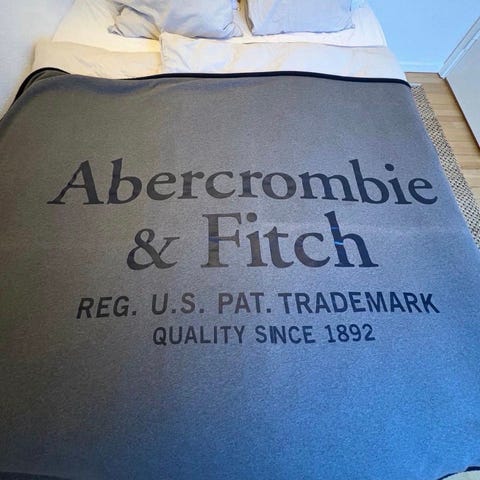 Abercrombie
& Fitch
REG. U.S. PAT. TRADEMARK
QUALITY SINCE 1892